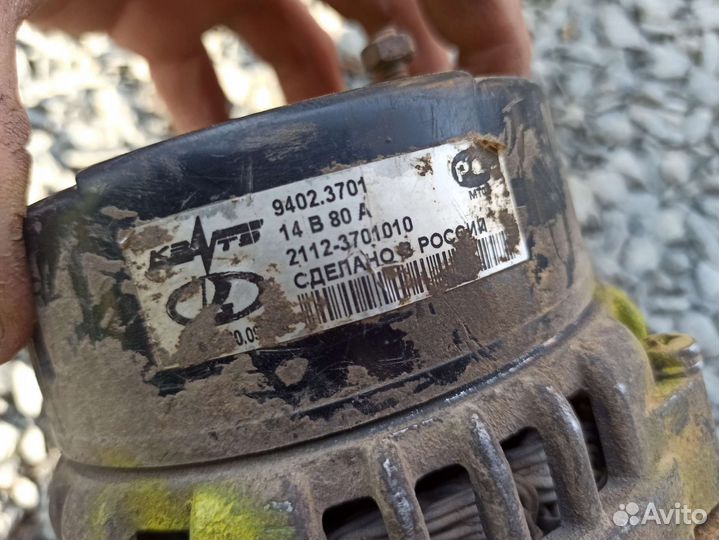 КЗАТЭ
9402.3701
14 В 80 А
2112-3701010
СДЕЛАНО В РОССИИ
Avito